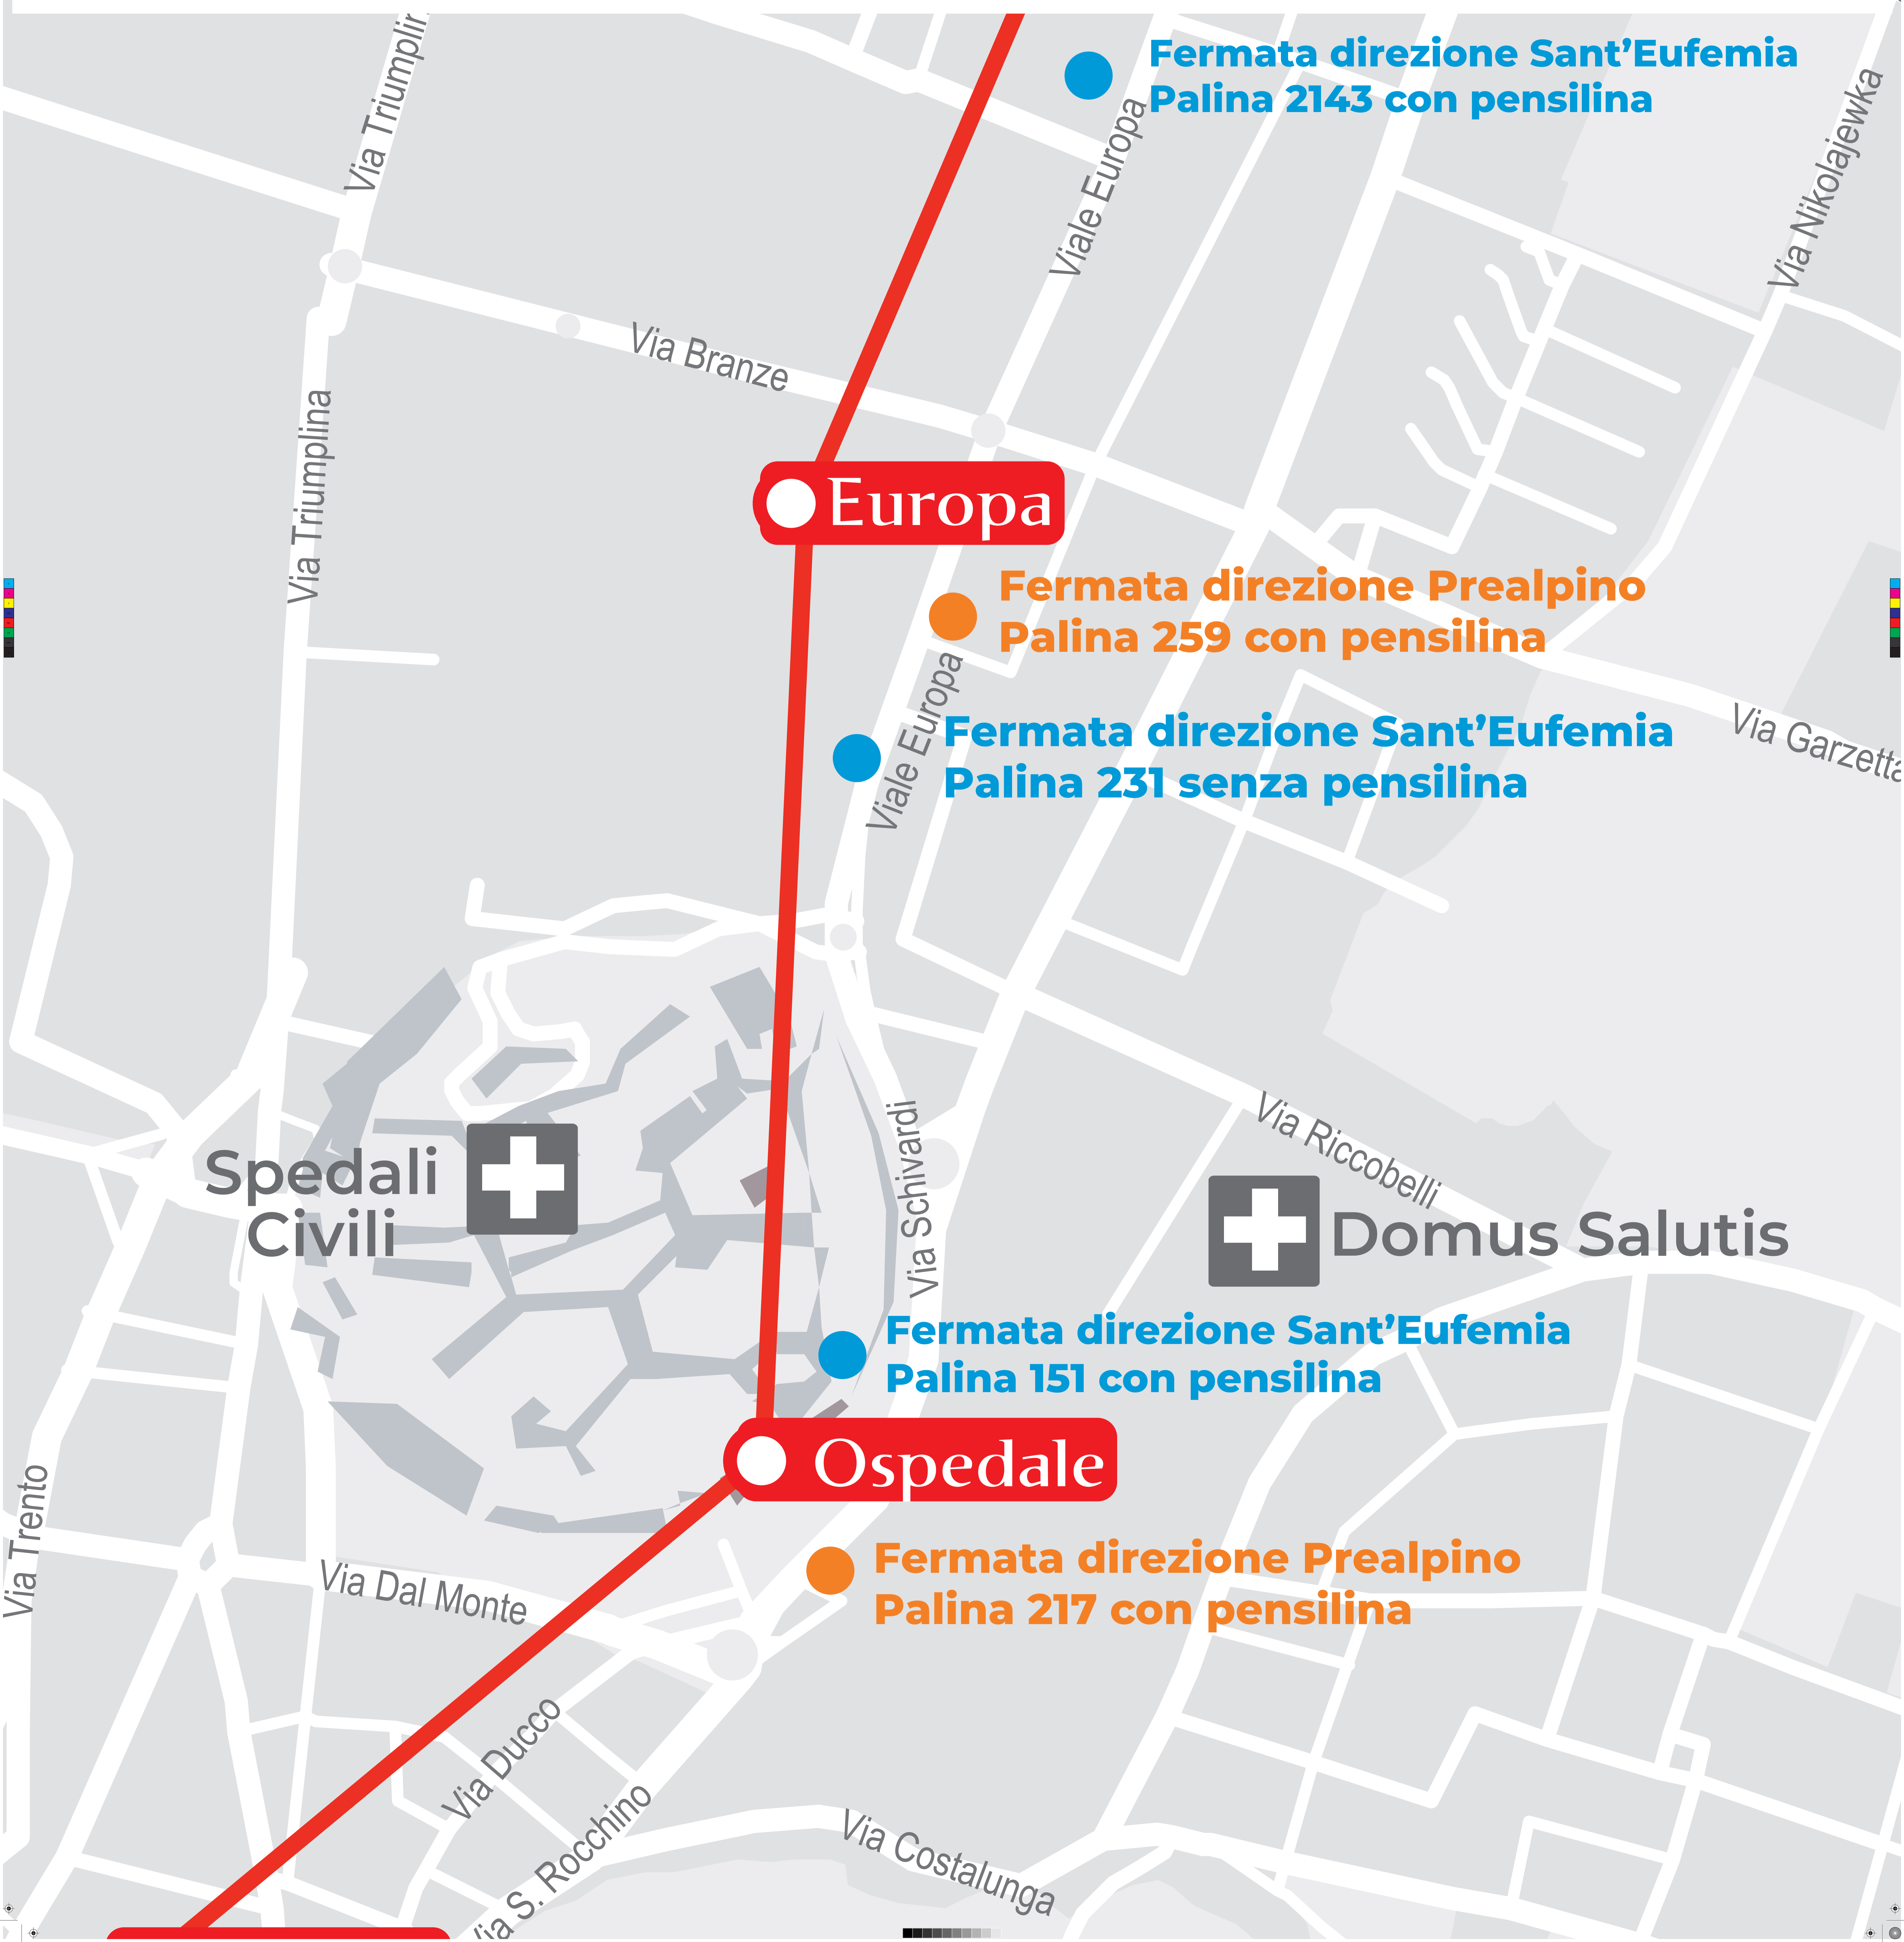 Via Triumplin
Fermata direzione Sant’Eufemia
Palina 2143 con pensilina
Viale Europa
Via Nikolajewka
Via Branze
Via Triumplina
Europa
Fermata direzione Prealpino
Palina 259 con pensilina
Viale Europa
Fermata direzione Sant’Eufemia
Palina 231 senza pensilina
Via Garzetta
Via Riccobelli
Via Schivardi
Spedali
Civili
Domus Salutis
Fermata direzione Sant’Eufemia
Palina 151 con pensilina
Ospedale
Via Trento
Fermata direzione Prealpino
Palina 217 con pensilina
Via Dal Monte
Via Ducco
Via S. Rocchino
Via Costalunga